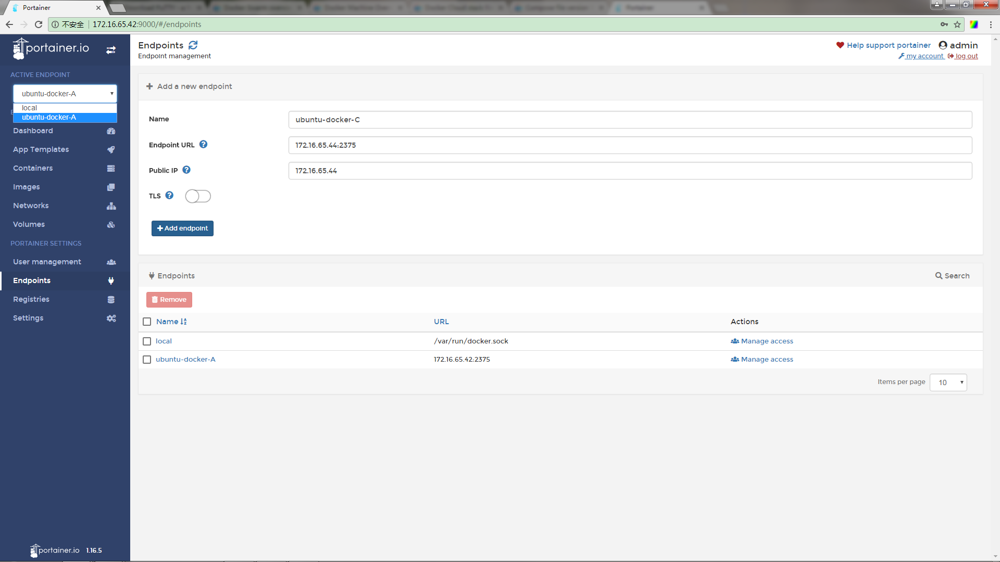 Portainer
不安全 172.16.65.42:9000/#/endpoints
portainer.io
ACTIVE ENDPOINT
ubuntu-docker-A
local
ubuntu-docker-A
Dashboard
App Templates
Containers
Images
Networks
Volumes
PORTAINER SETTINGS
User management
Endpoints
Registries
Settings
portainer.io 1.16.5
Endpoints
Endpoint management
Help support portainer admin
my account log out
Add a new endpoint
Name ubuntu-docker-C
Endpoint URL 172.16.65.44:2375
Public IP 172.16.65.44
TLS
Add endpoint
Endpoints Search
Remove
Name URL Actions
local /var/run/docker.sock Manage access
ubuntu-docker-A 172.16.65.42:2375 Manage access
Items per page 10